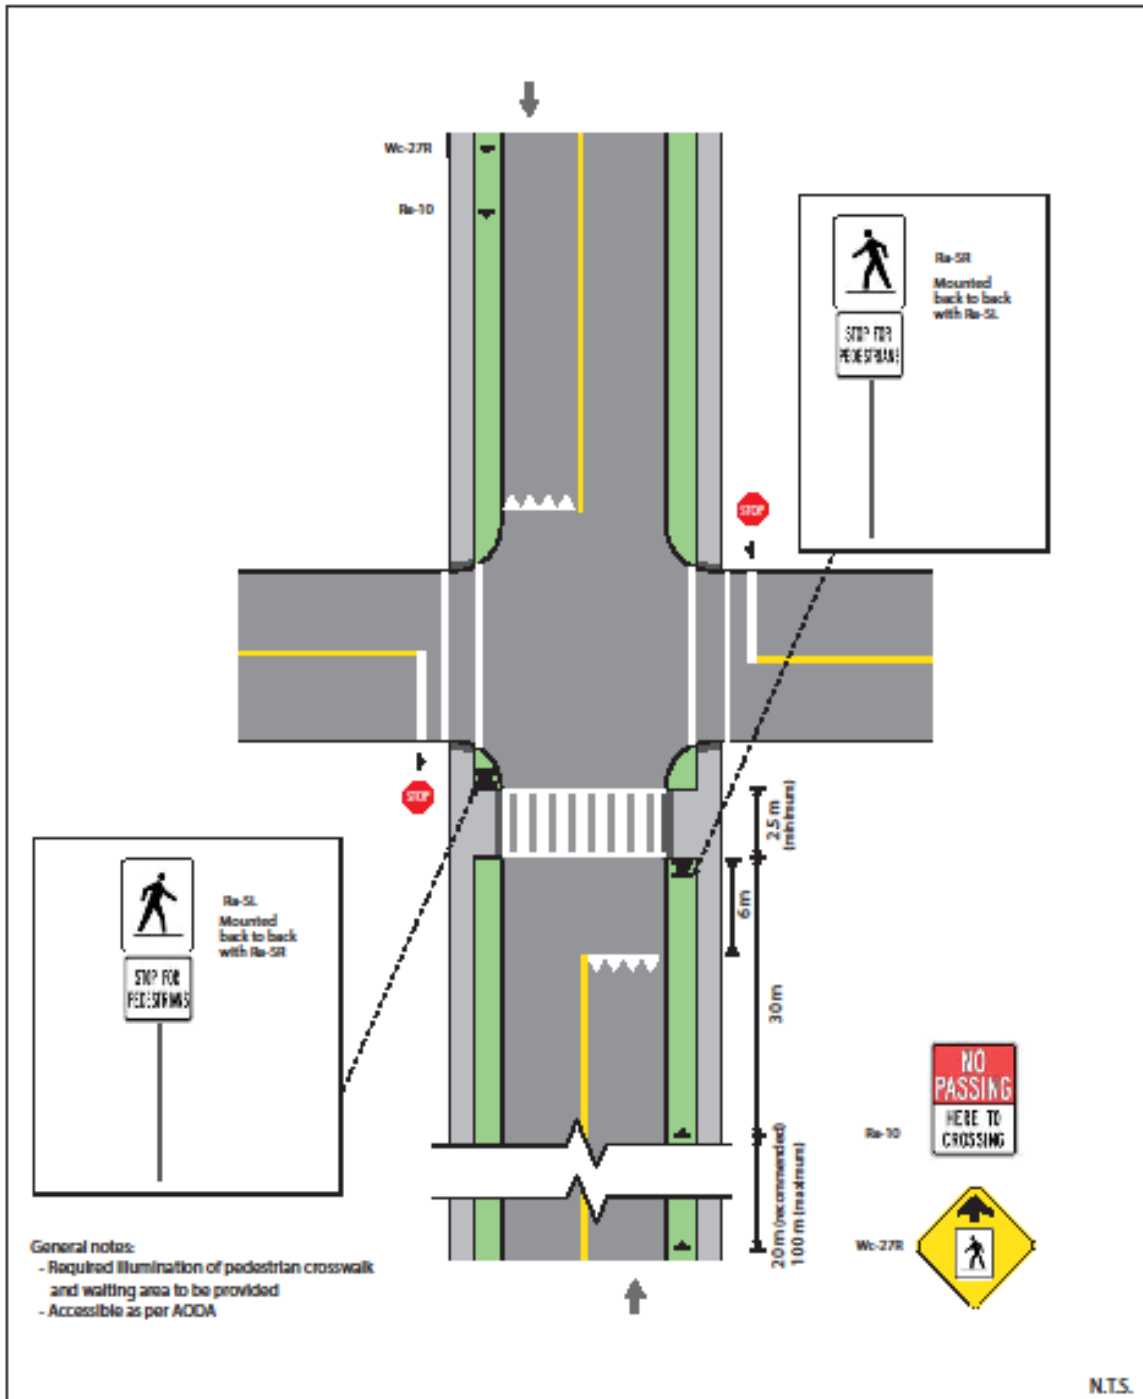 Wc-27R
Ra-10
Ra-5R
Mounted
back to back
with Ra-5L
STOP FOR
PEDESTRIANS
STOP
STOP
2.5 m
(minimum)
6 m
30 m
20 m (recommended)
100 m (maximum)
Ra-5L
Mounted
back to back
with Ra-5R
STOP FOR
PEDESTRIANS
NO
PASSING
HERE TO
CROSSING
Ra-10
Wc-27R
General notes:
- Required illumination of pedestrian crosswalk
and waiting area to be provided
- Accessible as per AODA
N.T.S.